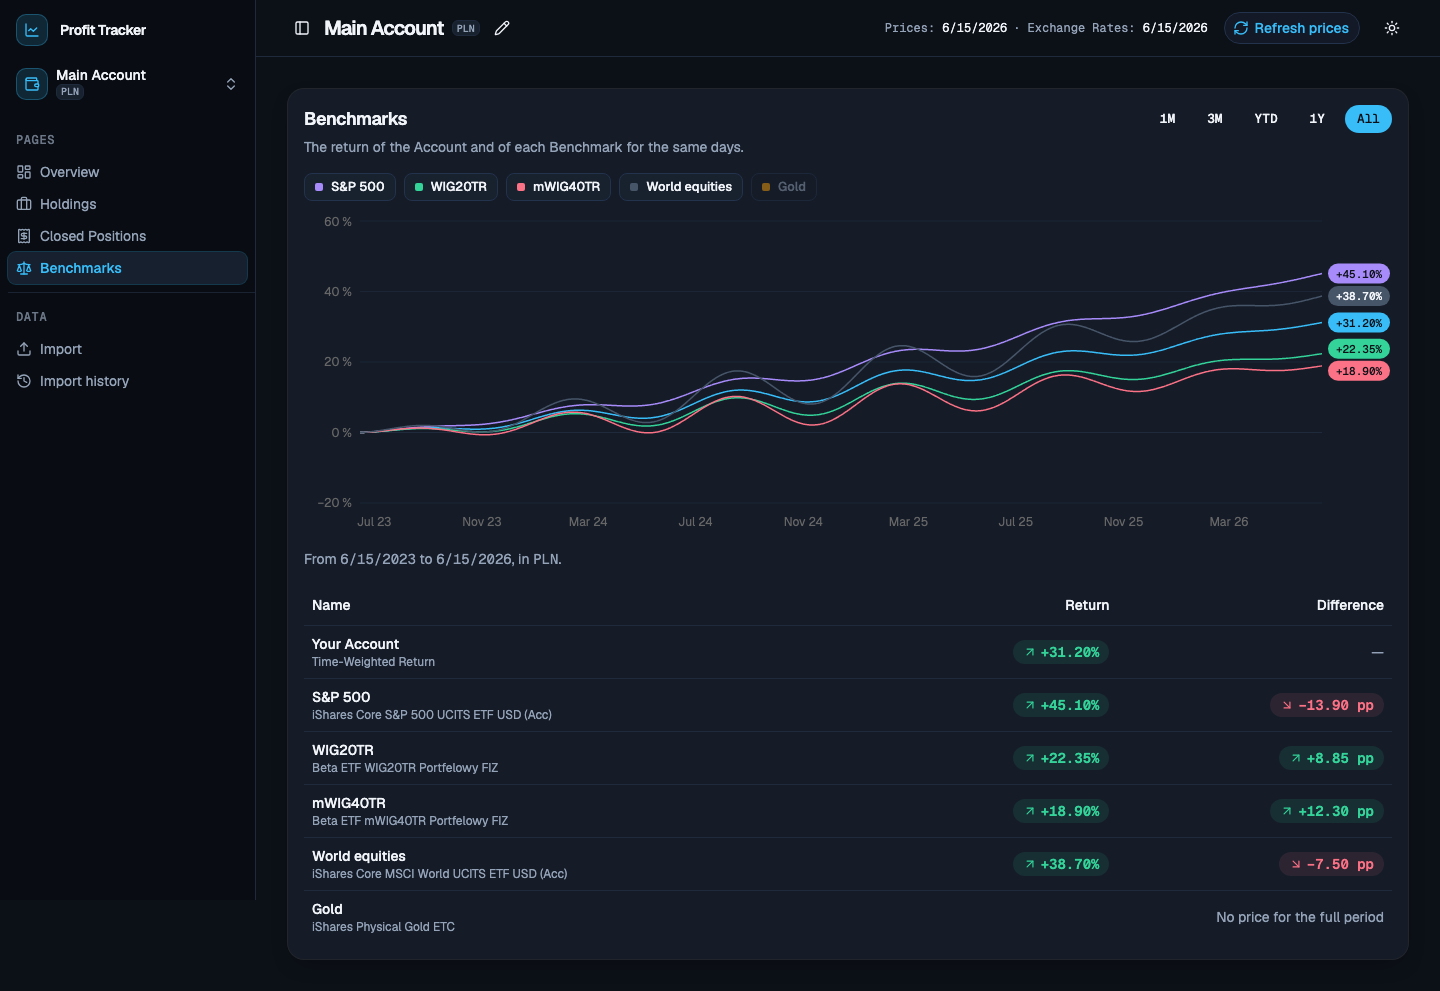 Profit Tracker
Main Account
PLN
PAGES
Overview
Holdings
Closed Positions
Benchmarks
DATA
Import
Import history
Main Account PLN
Prices: 6/15/2026 · Exchange Rates: 6/15/2026
Refresh prices
Benchmarks
1M 3M YTD 1Y All
The return of the Account and of each Benchmark for the same days.
S&P 500 WIG20TR mWIG40TR World equities Gold
60 %
40 %
20 %
0 %
−20 %
+45.10%
+38.70%
+31.20%
+22.35%
+18.90%
Jul 23 Nov 23 Mar 24 Jul 24 Nov 24 Mar 25 Jul 25 Nov 25 Mar 26
From 6/15/2023 to 6/15/2026, in PLN.
Name Return Difference
Your Account
Time-Weighted Return
+31.20% —
S&P 500
iShares Core S&P 500 UCITS ETF USD (Acc)
+45.10% −13.90 pp
WIG20TR
Beta ETF WIG20TR Portfelowy FIZ
+22.35% +8.85 pp
mWIG40TR
Beta ETF mWIG40TR Portfelowy FIZ
+18.90% +12.30 pp
World equities
iShares Core MSCI World UCITS ETF USD (Acc)
+38.70% −7.50 pp
Gold
iShares Physical Gold ETC
No price for the full period